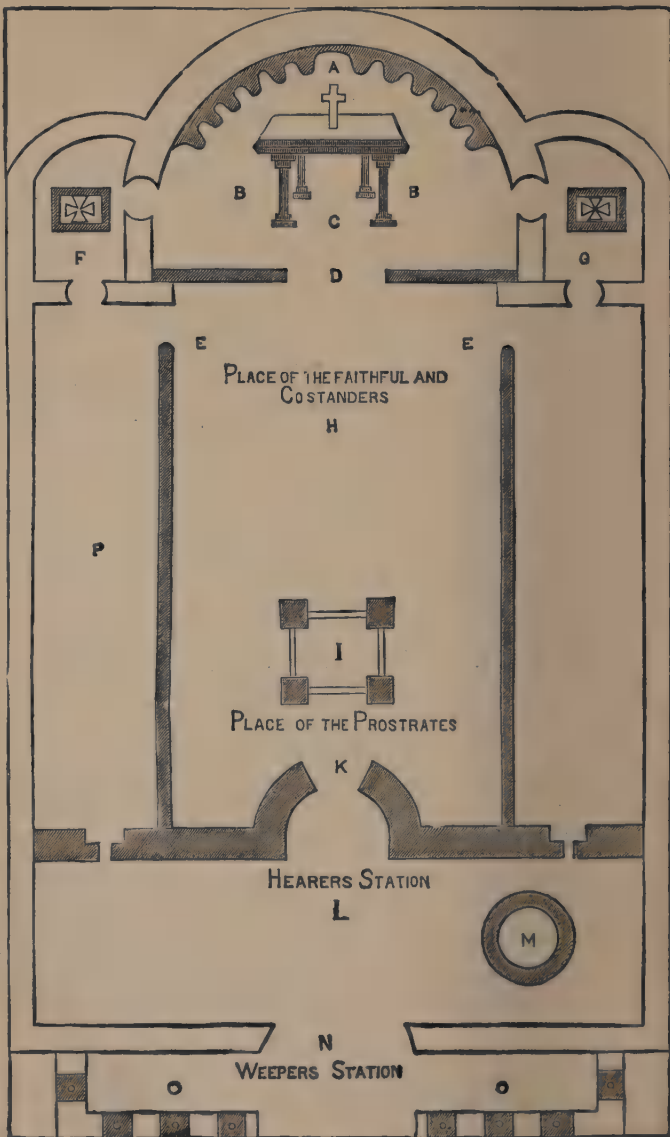 A
B B
C
F G
D
E E
PLACE OF THE FAITHFUL AND
COSTANDERS
H
P
I
PLACE OF THE PROSTRATES
K
HEARERS STATION
L
M
N
WEEPERS STATION
O O